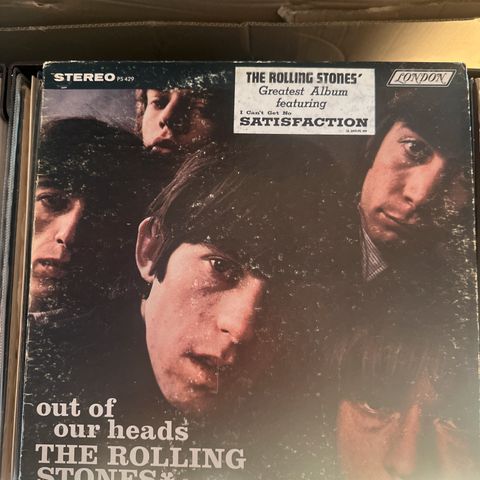 STEREO PS 429
THE ROLLING STONES'
Greatest Album
featuring
I Can't Get No
SATISFACTION
LONDON
out of
our heads
THE ROLLING
STONES